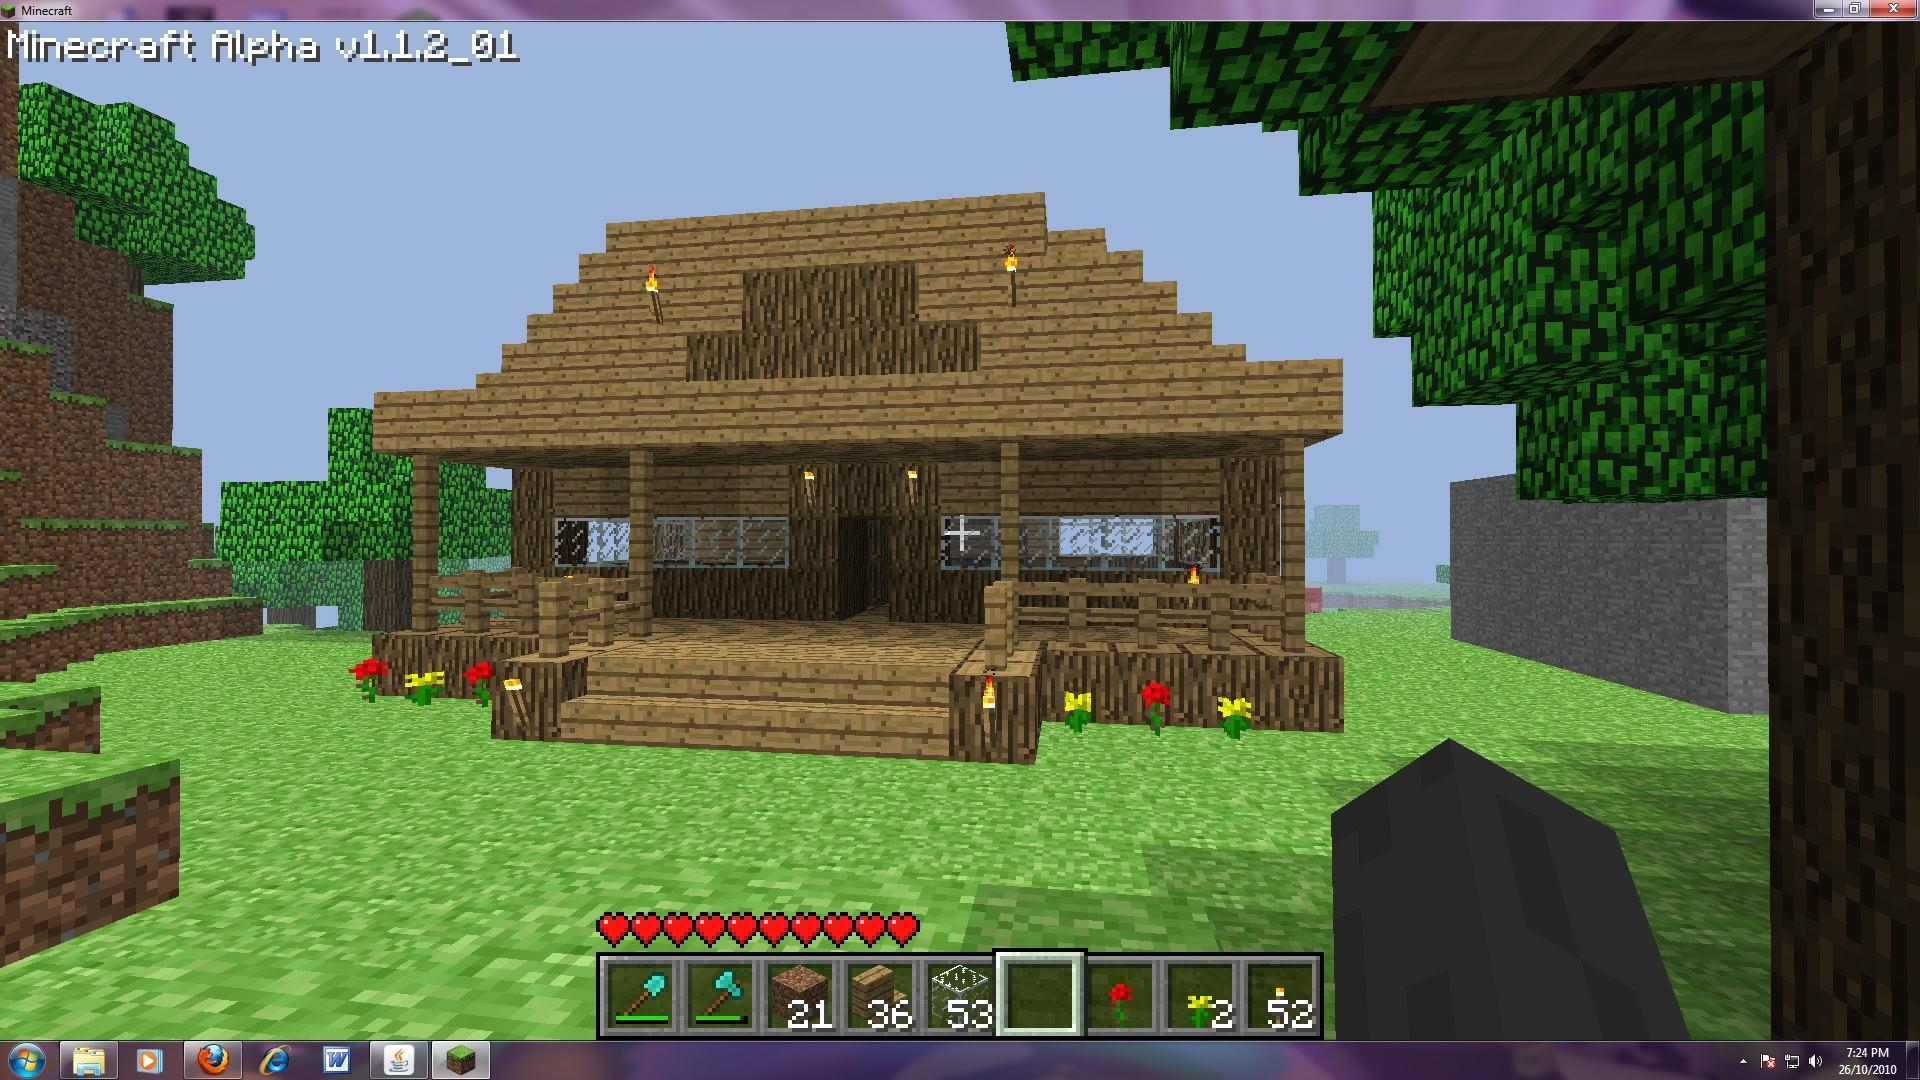 Minecraft
Minecraft Alpha v1.1.2_01
21 36 53 2 52
7:24 PM
26/10/2010